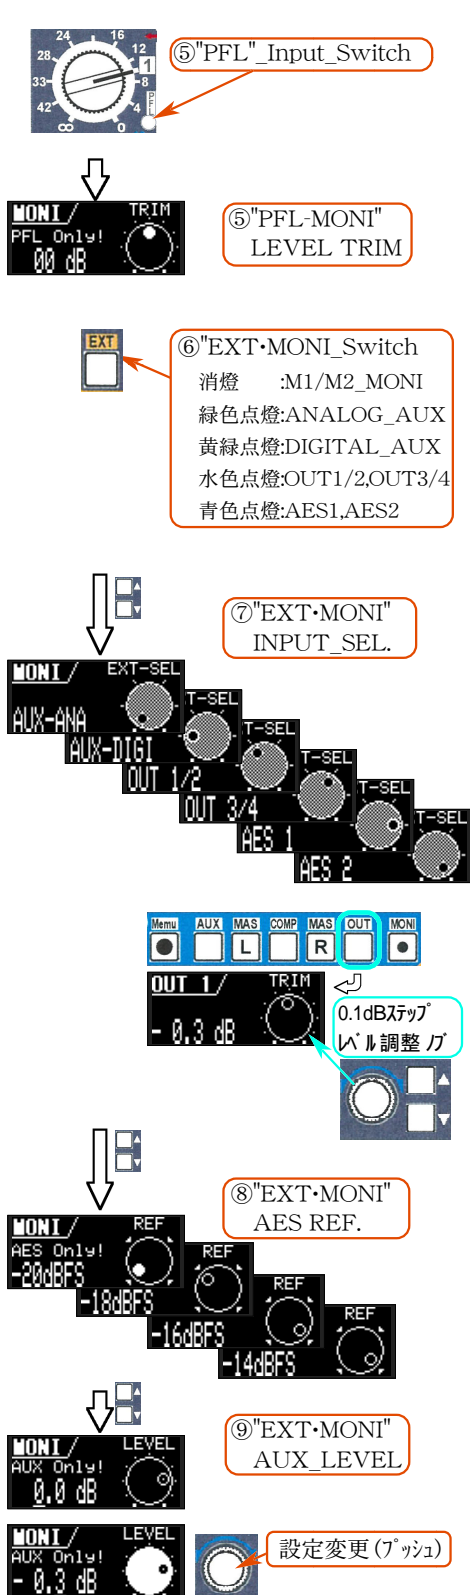 24 16
28 12
⑤"PFL"_Input_Switch
1
33 8
PFL
42 4
∞ 0
MONI/ TRIM
PFL Only!
00 dB
⑤"PFL-MONI"
LEVEL TRIM
EXT
⑥"EXT・MONI_Switch
消燈 :M1/M2_MONI
緑色点燈:ANALOG_AUX
黄緑点燈:DIGITAL_AUX
水色点燈:OUT1/2,OUT3/4
青色点燈:AES1,AES2
⑦"EXT・MONI"
INPUT_SEL.
MONI/ EXT-SEL
AUX-ANA
T-SEL
AUX-DIGI
T-SEL
OUT 1/2
T-SEL
OUT 3/4
T-SEL
AES 1
T-SEL
AES 2
Memu AUX MAS COMP MAS OUT MONI
L R
OUT 1/ TRIM
- 0.3 dB
0.1dBステップ
レベル調整ノブ
⑧"EXT・MONI"
AES REF.
MONI/ REF
AES Only!
-20dBFS
REF
-18dBFS
REF
-16dBFS
REF
-14dBFS
⑨"EXT・MONI"
AUX_LEVEL
MONI/ LEVEL
AUX Only!
0.0 dB
MONI/ LEVEL
AUX Only!
- 0.3 dB
設定変更(プッシュ)